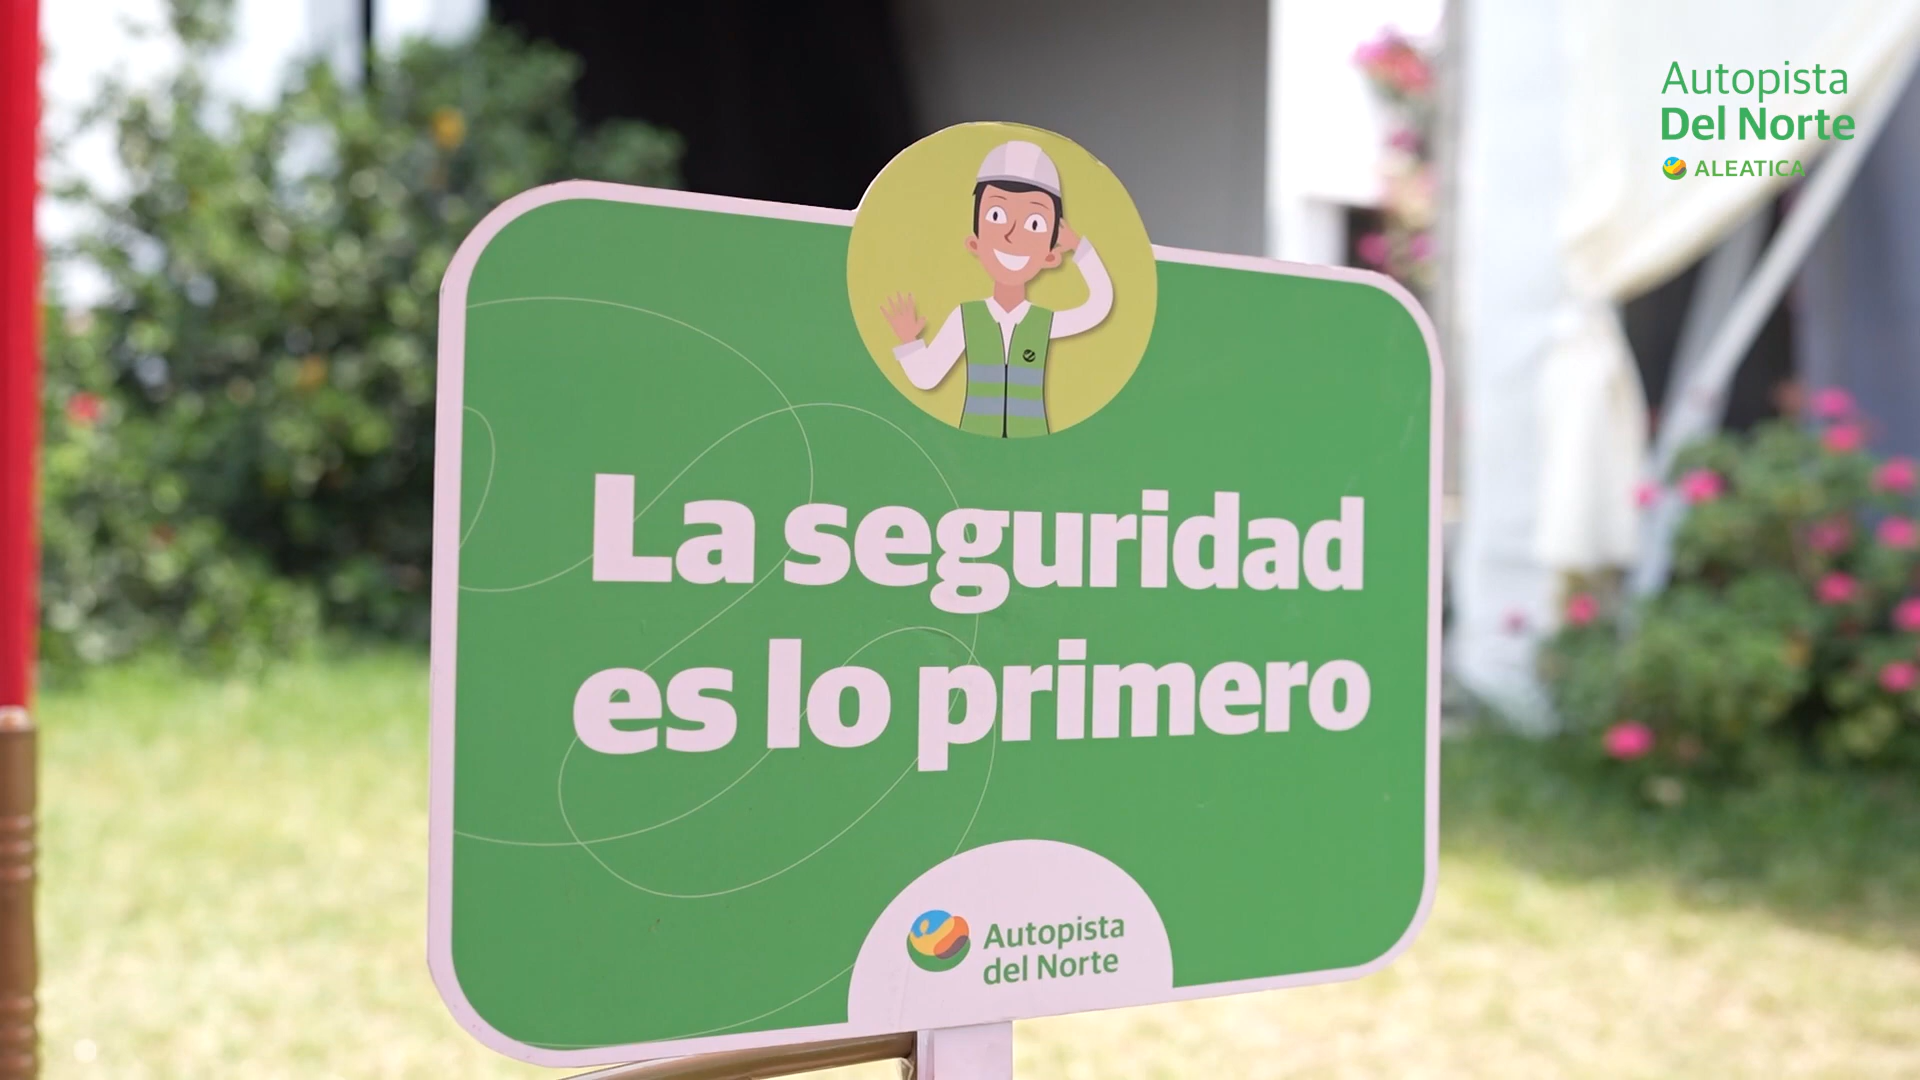 Autopista
Del Norte
ALEATICA
La seguridad
es lo primero
Autopista
del Norte